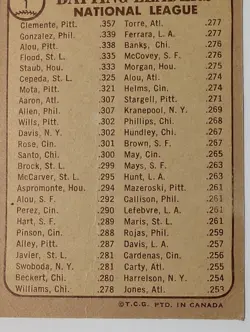 1
BATTING LEADERS
NATIONAL LEAGUE
Clemente, Pitt. .357 Torre, Atl. .277
Gonzalez, Phil. .339 Ferrara, L. A. .277
Alou, Pitt. .338 Banks, Chi. .276
Flood, St. L. .335 McCovey, S. F. .276
Staub, Hou. .333 Morgan, Hou. .275
Cepeda, St. L. .325 Alou, Atl. .274
Mota, Pitt. .321 Helms, Cin. .274
Aaron, Atl. .307 Stargell, Pitt. .271
Allen, Phil. .307 Kranepool, N. Y. .269
Wills, Pitt. .302 Phillips, Chi. .268
Davis, N. Y. .302 Hundley, Chi. .267
Rose, Cin. .301 Brown, S. F. .267
Santo, Chi. .300 May, Cin. .265
Brock, St. L. .299 Mays, S. F. .263
McCarver, St. L. .295 Hunt, L. A. .263
Aspromonte, Hou. .294 Mazeroski, Pitt. .261
Alou, S. F. .292 Callison, Phil. .261
Perez, Cin. .290 Lefebvre, L. A. .261
Hart, S. F. .289 Maris, St. L. .261
Pinson, Cin. .288 Rojas, Phil. .259
Alley, Pitt. .287 Davis, L. A. .257
Javier, St. L. .281 Cardenas, Cin. .256
Swoboda, N. Y. .281 Carty, Atl. .255
Beckert, Chi. .280 Harrelson, N. Y. .254
Williams, Chi. .278 Jones, Atl. .253
©T.C.G. PTD. IN CANADA